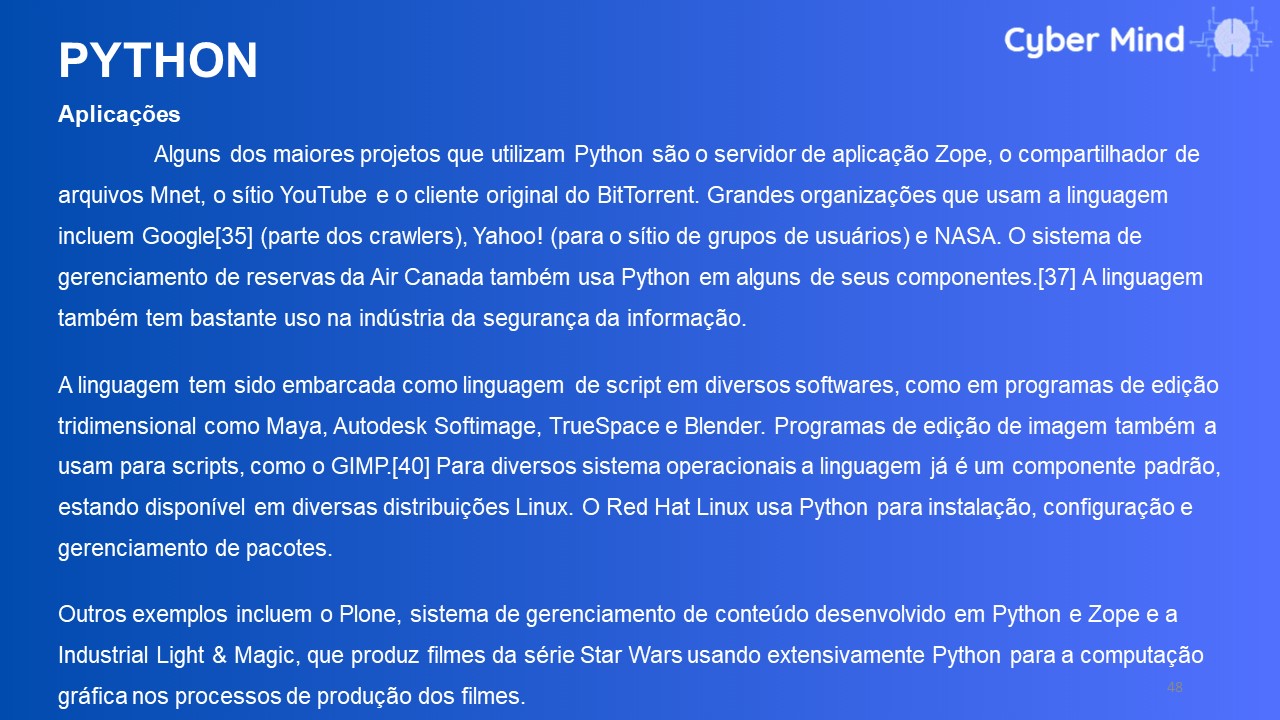 PYTHON
Cyber Mind
Aplicações
Alguns dos maiores projetos que utilizam Python são o servidor de aplicação Zope, o compartilhador de
arquivos Mnet, o sítio YouTube e o cliente original do BitTorrent. Grandes organizações que usam a linguagem
incluem Google[35] (parte dos crawlers), Yahoo! (para o sítio de grupos de usuários) e NASA. O sistema de
gerenciamento de reservas da Air Canada também usa Python em alguns de seus componentes.[37] A linguagem
também tem bastante uso na indústria da segurança da informação.
A linguagem tem sido embarcada como linguagem de script em diversos softwares, como em programas de edição
tridimensional como Maya, Autodesk Softimage, TrueSpace e Blender. Programas de edição de imagem também a
usam para scripts, como o GIMP.[40] Para diversos sistema operacionais a linguagem já é um componente padrão,
estando disponível em diversas distribuições Linux. O Red Hat Linux usa Python para instalação, configuração e
gerenciamento de pacotes.
Outros exemplos incluem o Plone, sistema de gerenciamento de conteúdo desenvolvido em Python e Zope e a
Industrial Light & Magic, que produz filmes da série Star Wars usando extensivamente Python para a computação
gráfica nos processos de produção dos filmes.
48